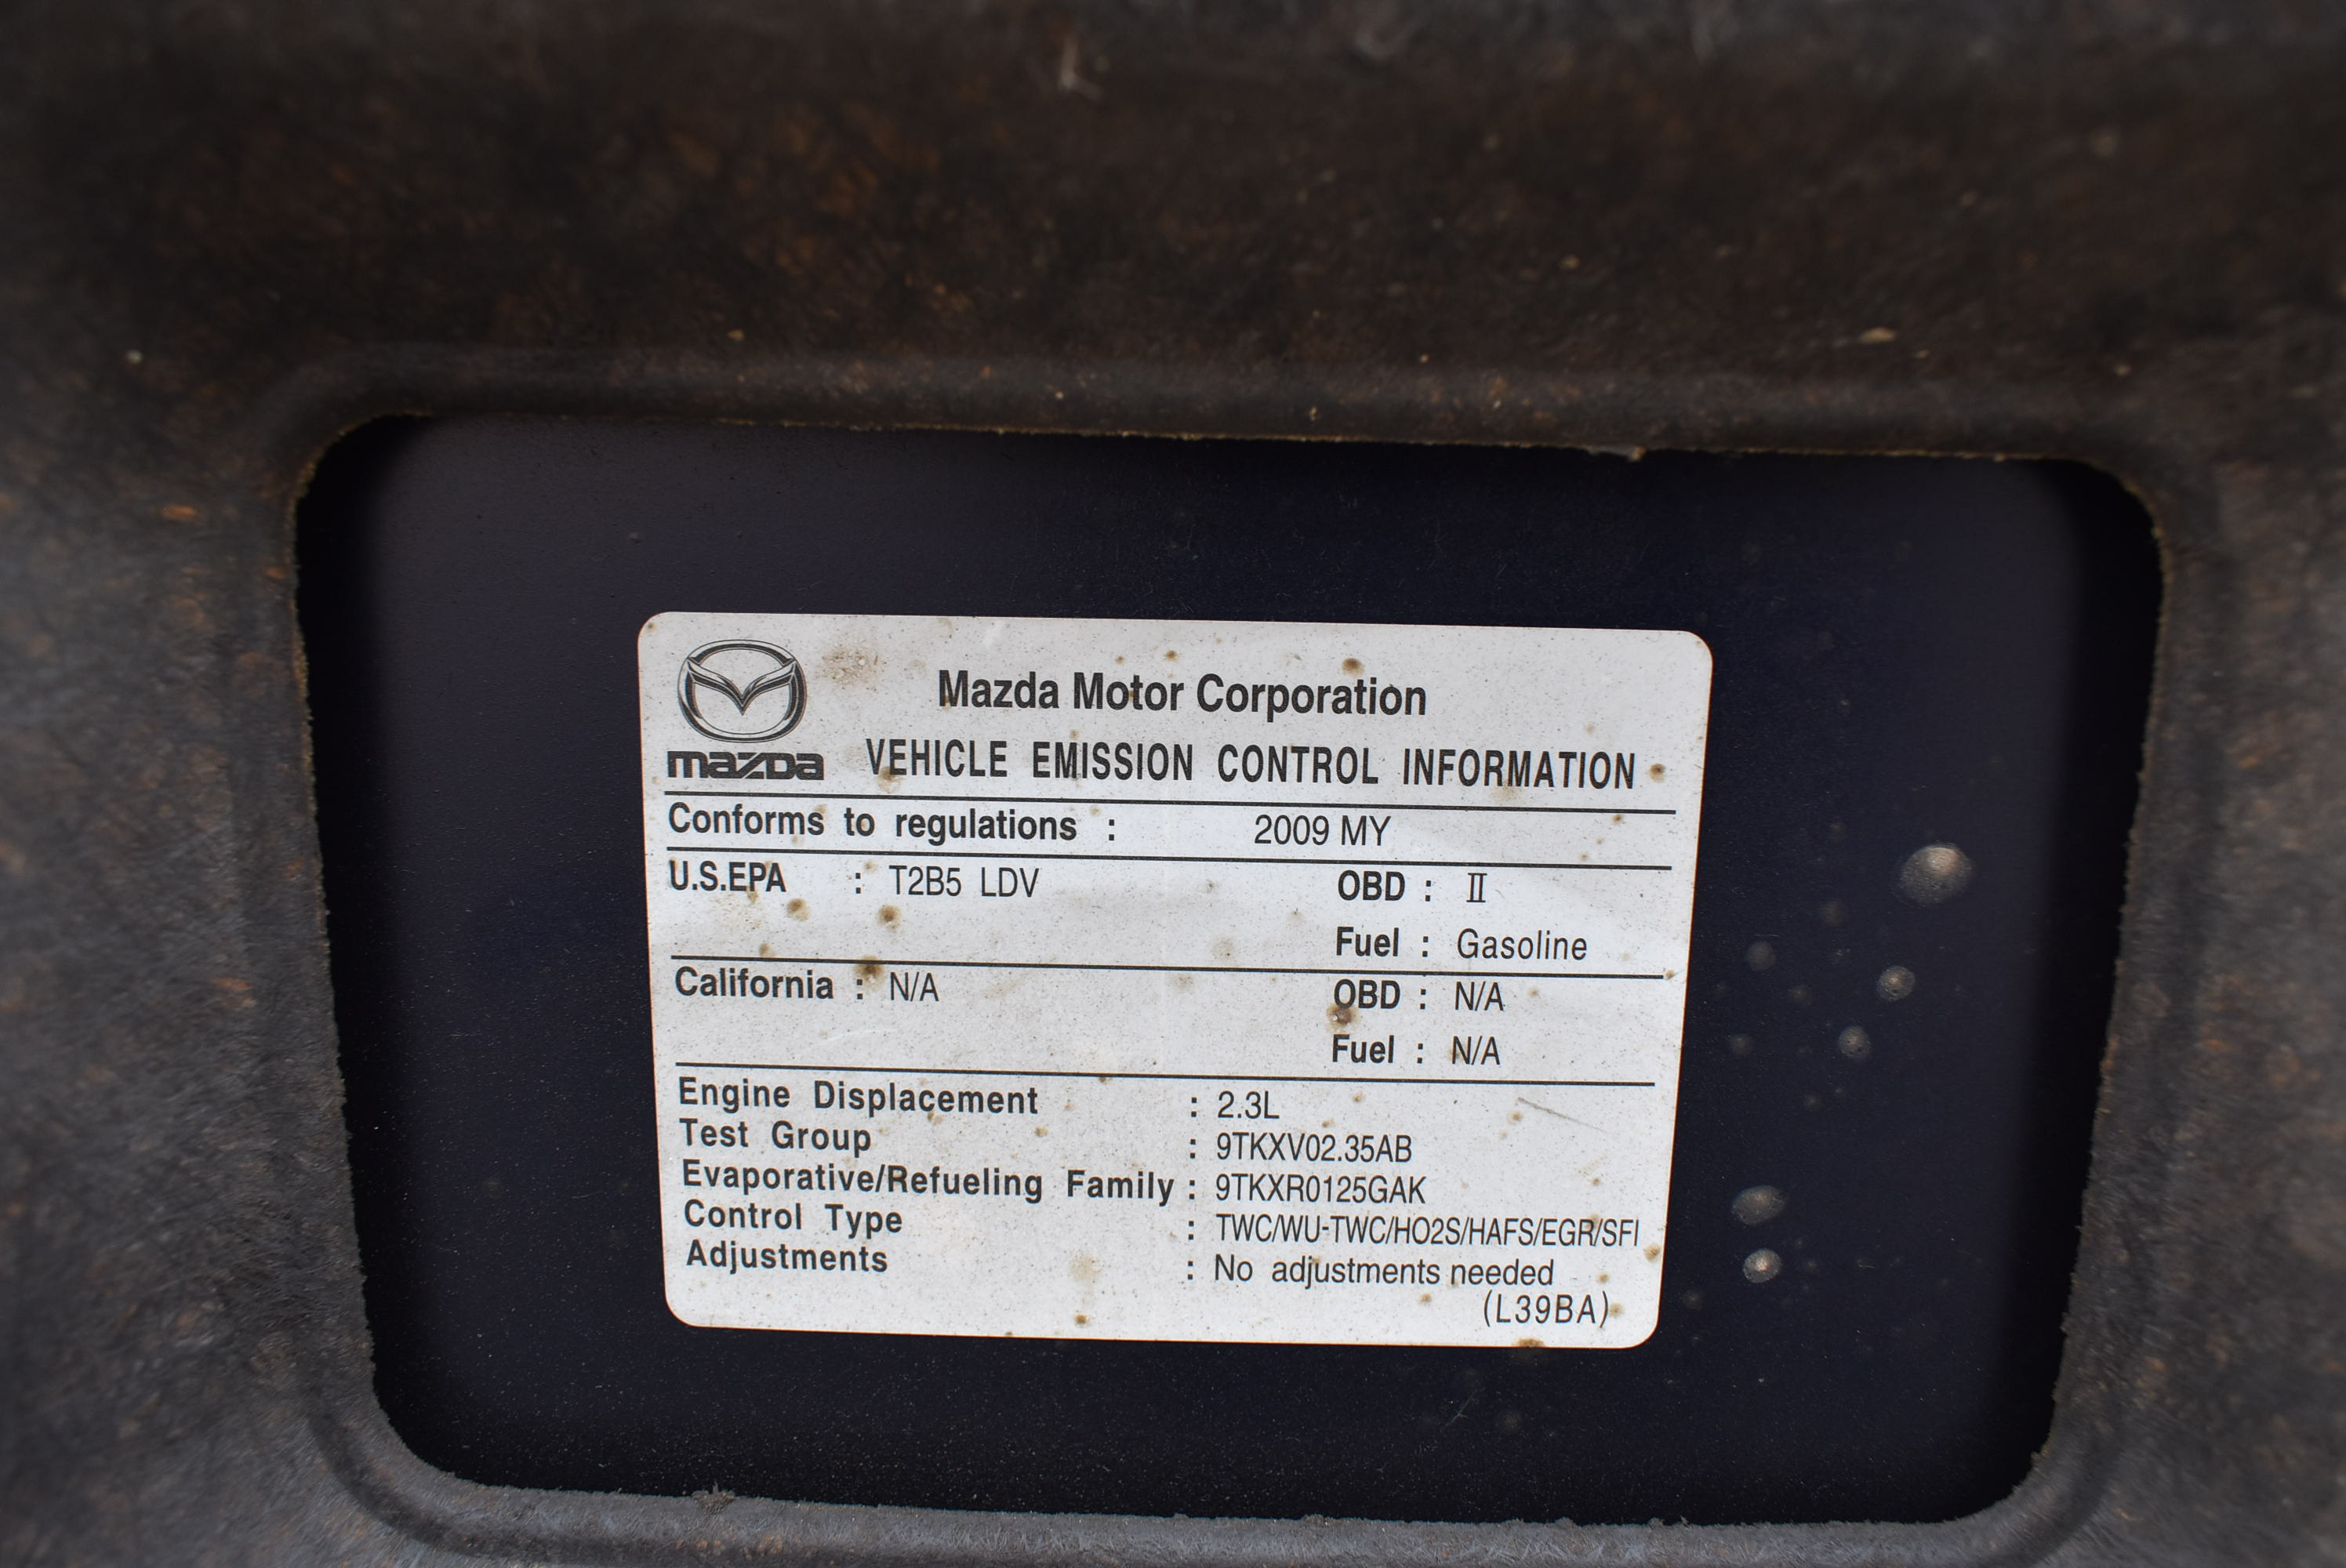 Mazda Motor Corporation
mazda VEHICLE EMISSION CONTROL INFORMATION
Conforms to regulations : 2009 MY
U.S.EPA : T2B5 LDV OBD : II
Fuel : Gasoline
California : N/A OBD : N/A
Fuel : N/A
Engine Displacement : 2.3L
Test Group : 9TKXV02.35AB
Evaporative/Refueling Family : 9TKXR0125GAK
Control Type : TWC/WU-TWC/HO2S/HAFS/EGR/SFI
Adjustments : No adjustments needed
(L39BA)